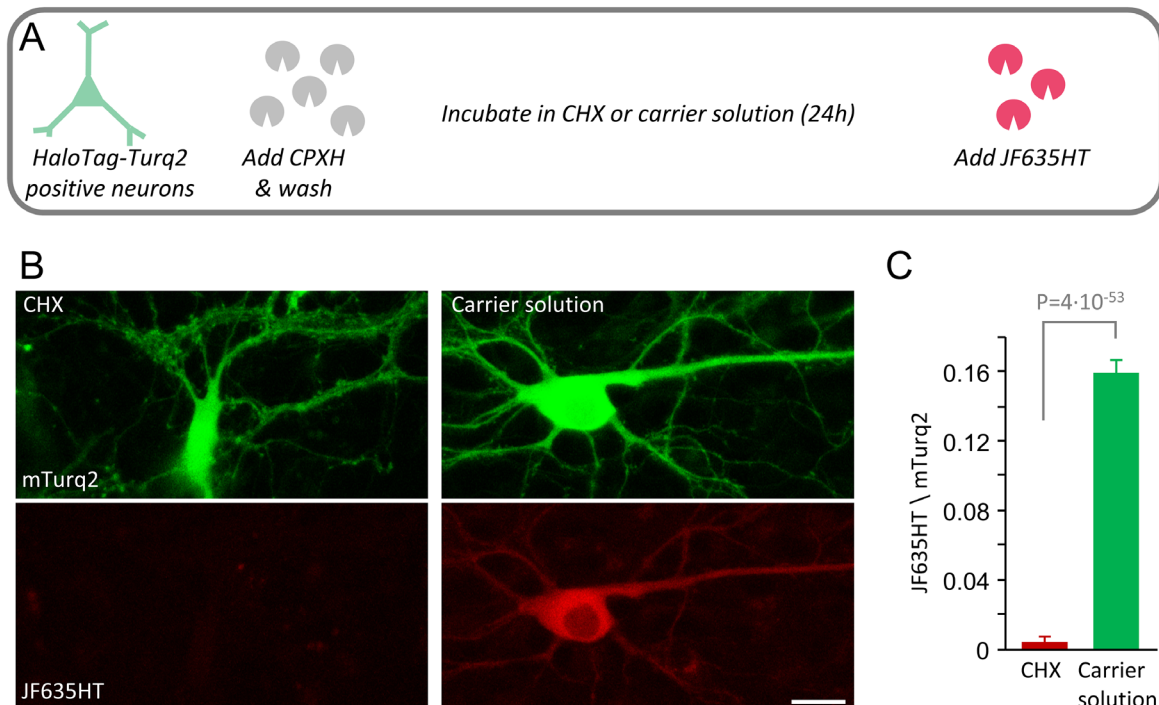 A
Incubate in CHX or carrier solution (24h)
HaloTag-Turq2
positive neurons
Add CPXH
& wash
Add JF635HT
B
CHX
mTurq2
Carrier solution
JF635HT
C
P=4·10⁻⁵³
JF635HT \ mTurq2
0.16
0.12
0.08
0.04
0
CHX
Carrier
solution